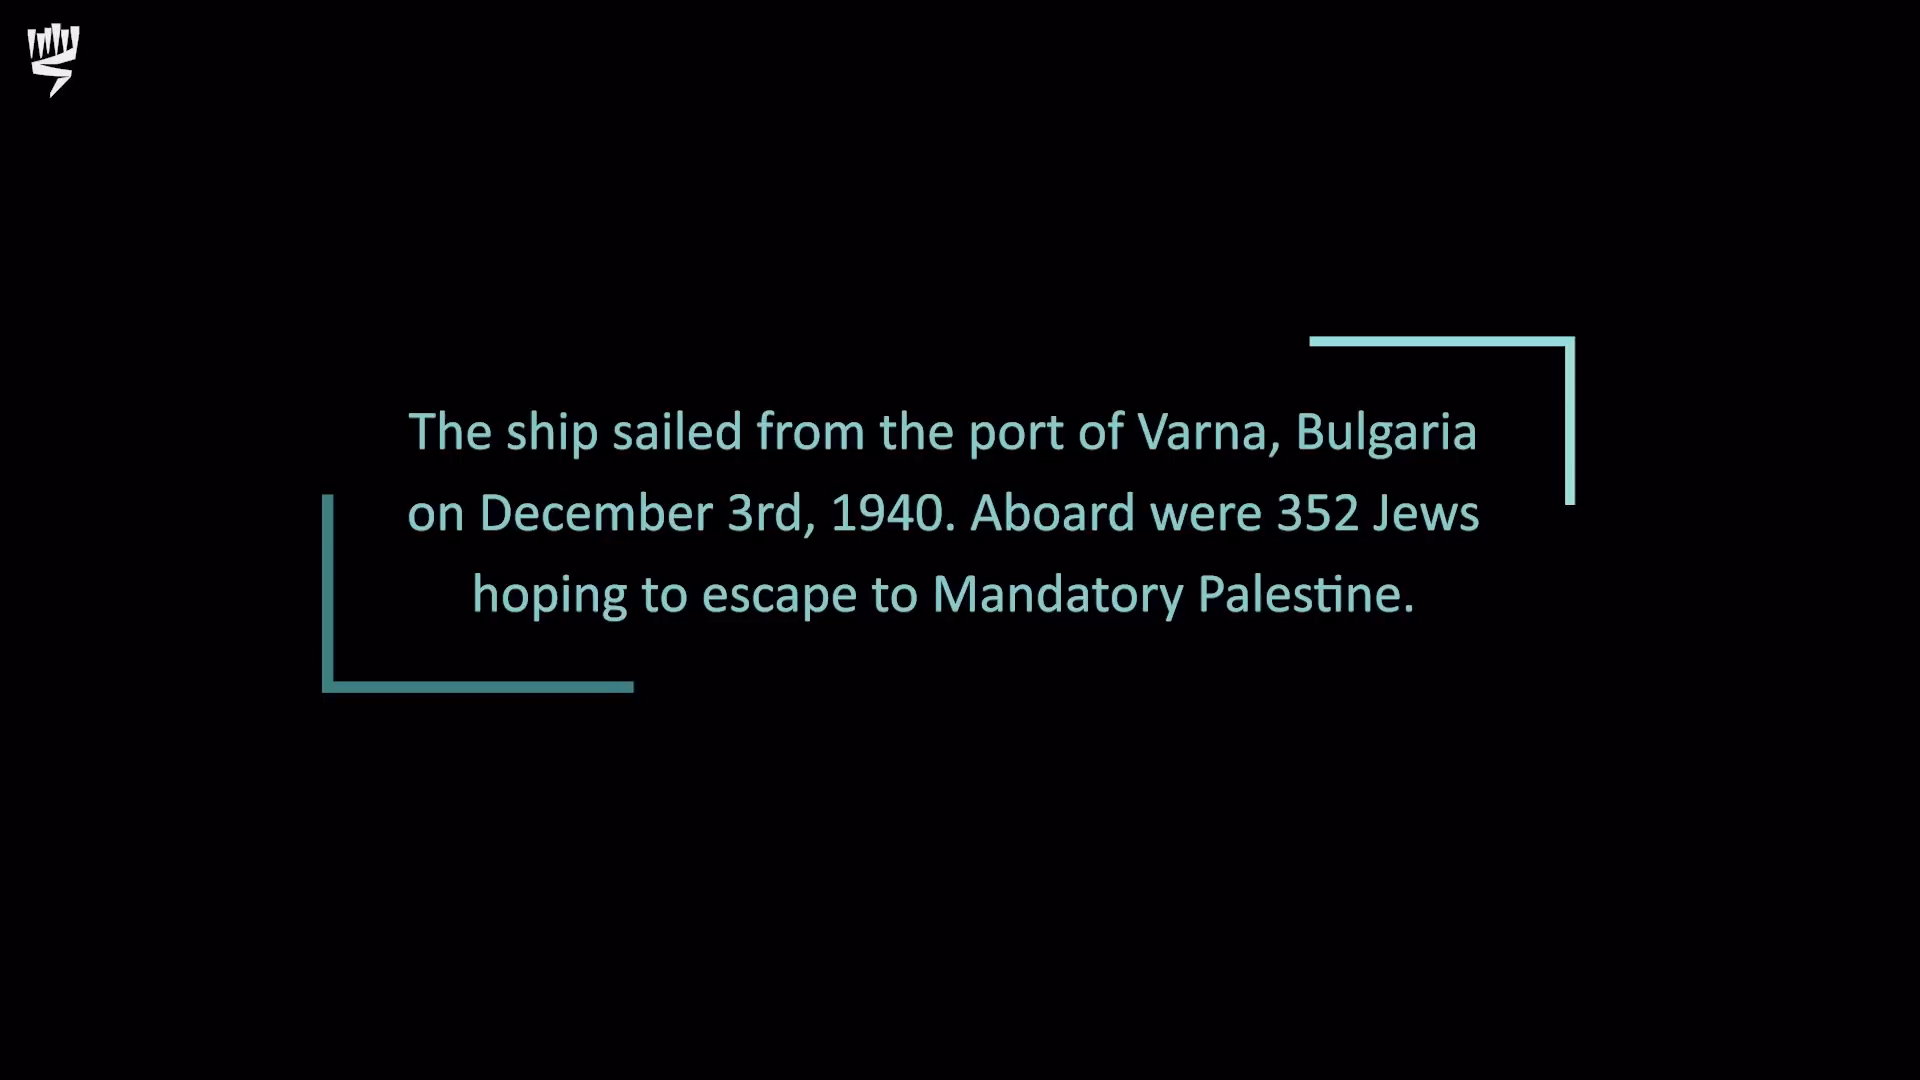 The ship sailed from the port of Varna, Bulgaria
on December 3rd, 1940. Aboard were 352 Jews
hoping to escape to Mandatory Palestine.